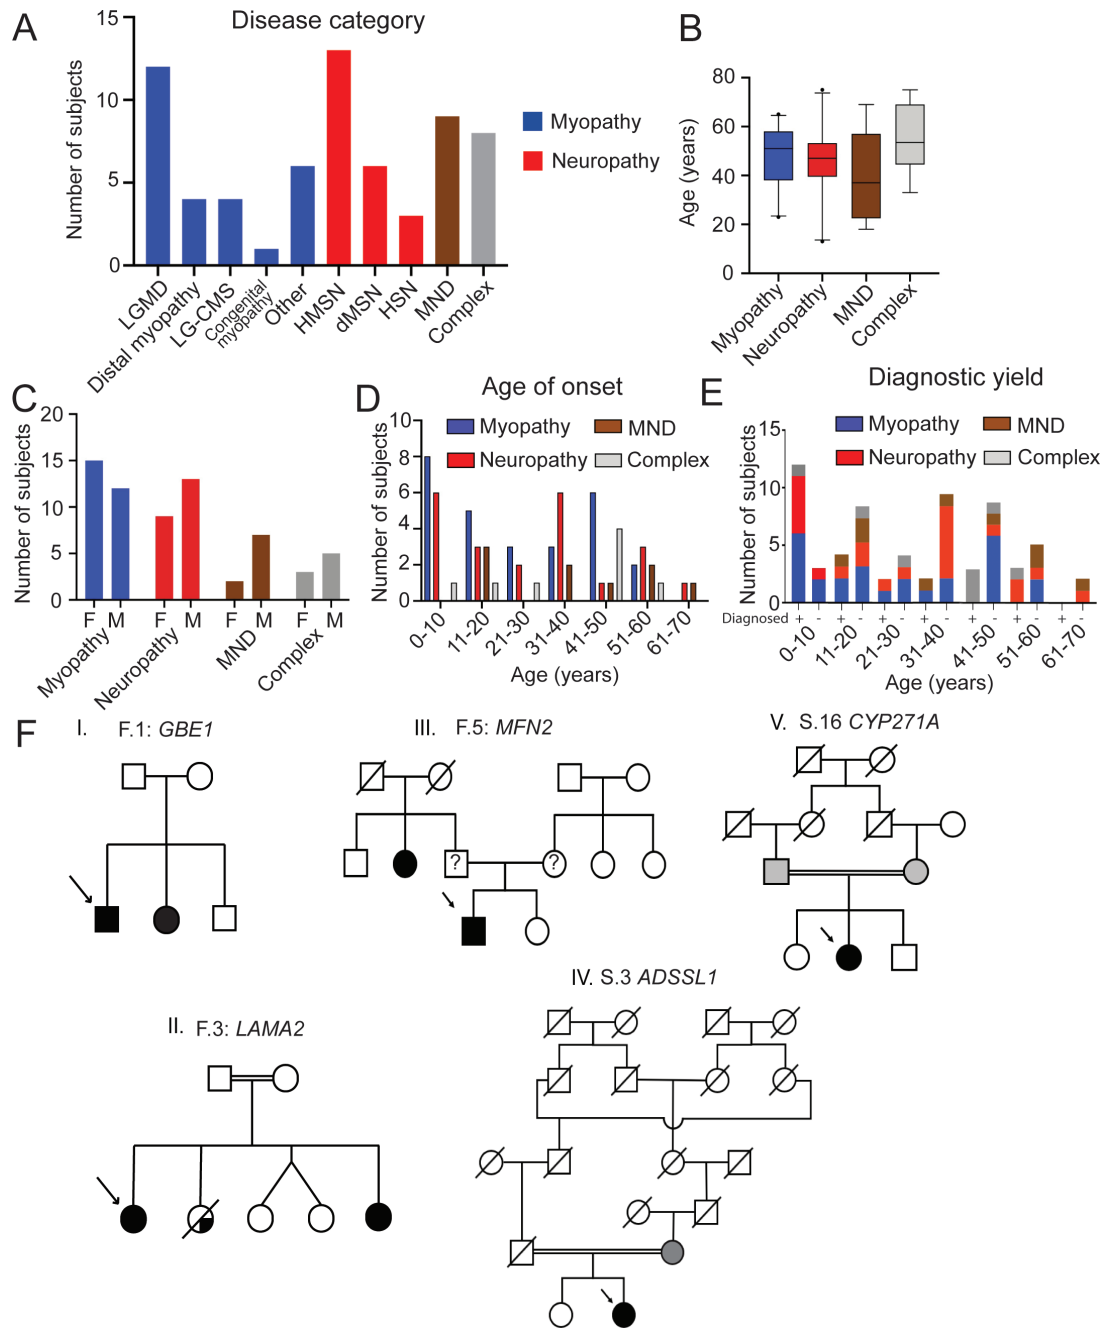 A
Disease category
Number of subjects
15
10
5
0
LGMD
Distal myopathy
LG-CMS
Congenital
myopathy
Other
HMSN
dMSN
HSN
MND
Complex
Myopathy
Neuropathy
B
Age (years)
80
60
40
20
0
Myopathy
Neuropathy
MND
Complex
C
Number of subjects
20
15
10
5
0
F M F M F M F M
Myopathy
Neuropathy
MND
Complex
D
Age of onset
Number of subjects
10
8
6
4
2
0
Myopathy
MND
Neuropathy
Complex
0-10
11-20
21-30
31-40
41-50
51-60
61-70
Age (years)
E
Diagnostic yield
Number of subjects
15
10
5
0
Myopathy
MND
Neuropathy
Complex
Diagnosed + - + - + - + - + - + - + -
0-10
11-20
21-30
31-40
41-50
51-60
61-70
Age (years)
F
I. F.1: GBE1
III. F.5: MFN2
? ?
V. S.16 CYP271A
II. F.3: LAMA2
IV. S.3 ADSSL1